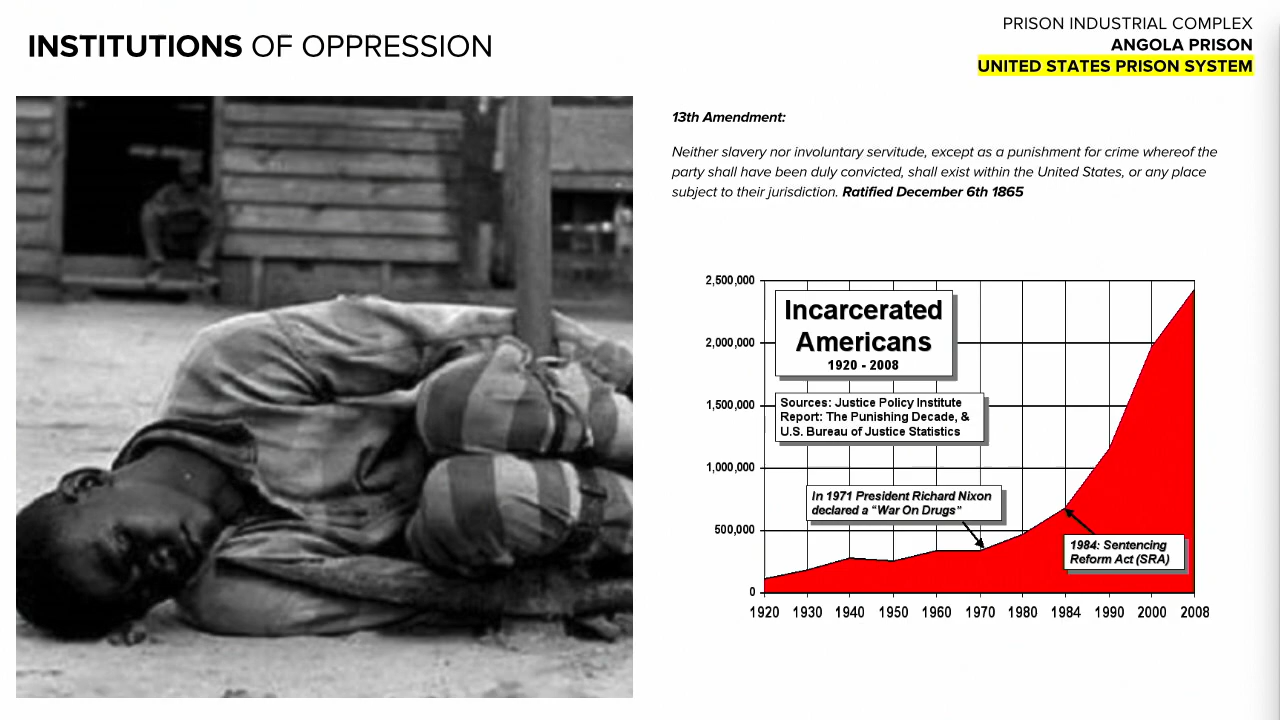 INSTITUTIONS OF OPPRESSION
PRISON INDUSTRIAL COMPLEX
ANGOLA PRISON
UNITED STATES PRISON SYSTEM
13th Amendment:
Neither slavery nor involuntary servitude, except as a punishment for crime whereof the
party shall have been duly convicted, shall exist within the United States, or any place
subject to their jurisdiction. Ratified December 6th 1865
Incarcerated
Americans
1920 - 2008
Sources: Justice Policy Institute
Report: The Punishing Decade, &
U.S. Bureau of Justice Statistics
In 1971 President Richard Nixon
declared a “War On Drugs”
1984: Sentencing
Reform Act (SRA)
2,500,000
2,000,000
1,500,000
1,000,000
500,000
0
1920 1930 1940 1950 1960 1970 1980 1984 1990 2000 2008